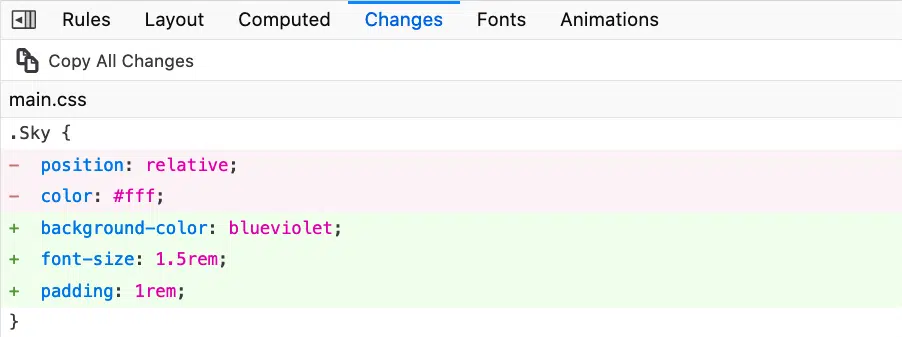 Rules Layout Computed Changes Fonts Animations
Copy All Changes
main.css
.Sky {
- position: relative;
- color: #fff;
+ background-color: blueviolet;
+ font-size: 1.5rem;
+ padding: 1rem;
}